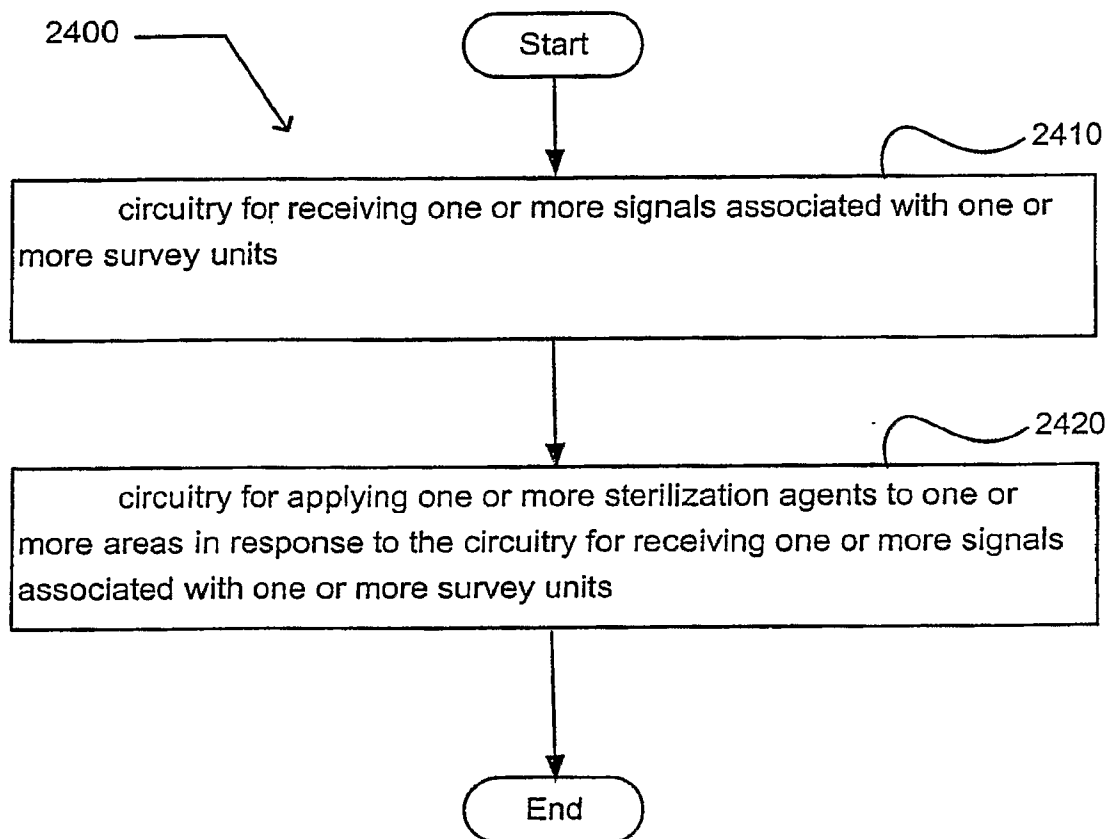 2400
Start
2410
circuitry for receiving one or more signals associated with one or
more survey units
2420
circuitry for applying one or more sterilization agents to one or
more areas in response to the circuitry for receiving one or more signals
associated with one or more survey units
End